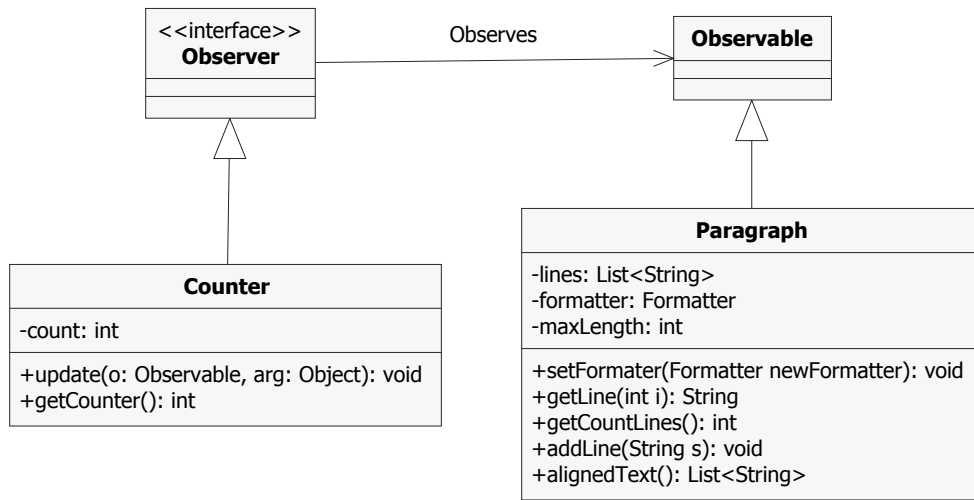 <<interface>>
Observer
Observes
Observable
Counter
-count: int
+update(o: Observable, arg: Object): void
+getCounter(): int
Paragraph
-lines: List<String>
-formatter: Formatter
-maxLength: int
+setFormater(Formatter newFormatter): void
+getLine(int i): String
+getCountLines(): int
+addLine(String s): void
+alignedText(): List<String>